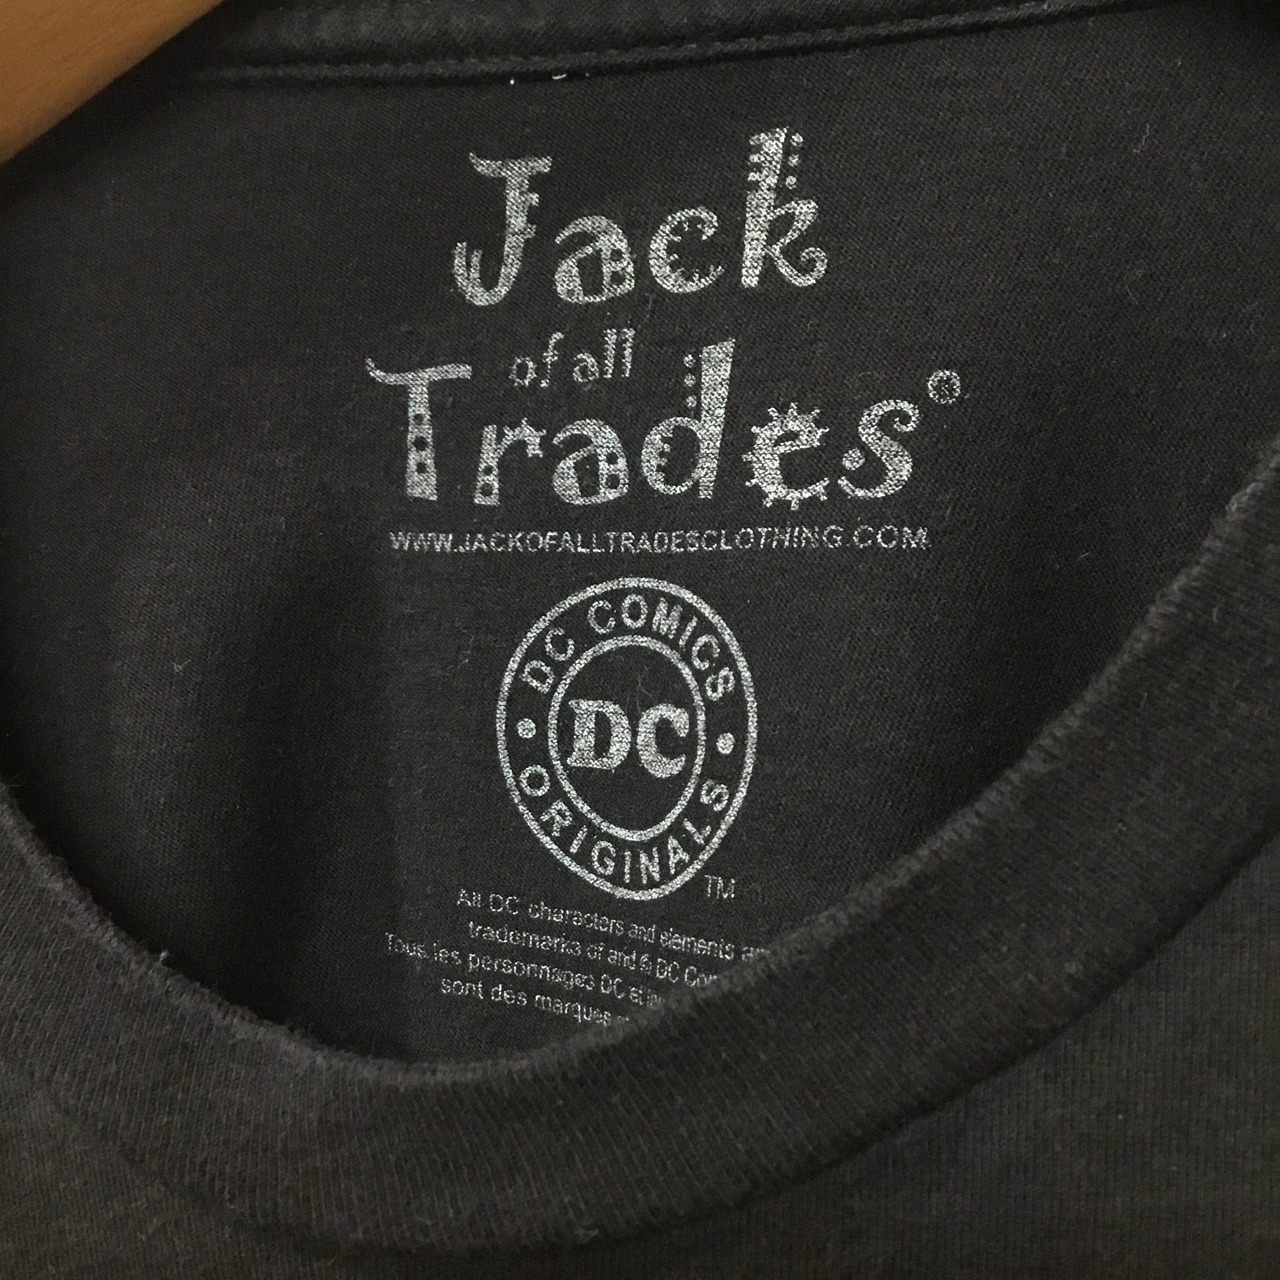 Jack
of all
Trades®
WWW.JACKOFALLTRADESCLOTHING.COM
DC COMICS
DC
ORIGINALS
TM
All DC characters and elements
trademarks of and © DC
Tous les personnages DC et
sont des marques